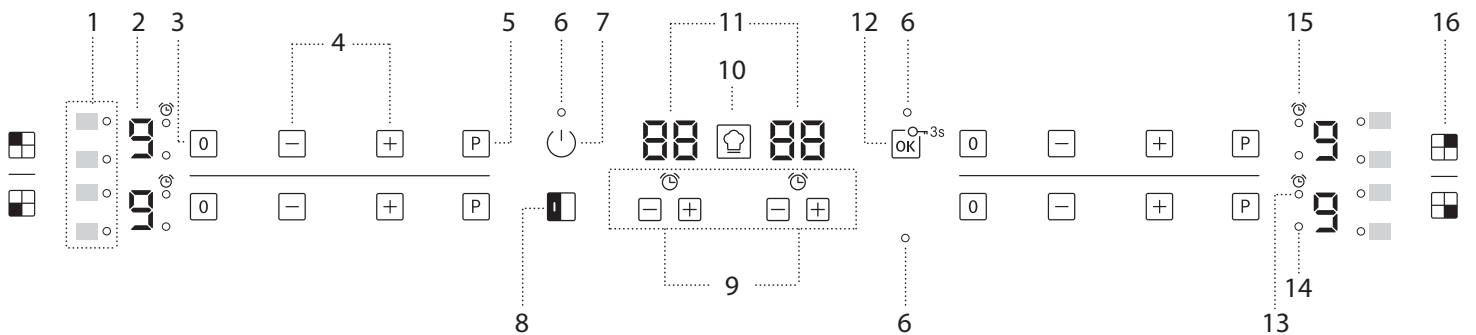 1 2 3 4 5 6 7 11 12 6 15 16
10
9 88 88 3s 9
0 − + P OK 0 − + P
9 9
0 − + P − + − + 0 − + P
9 14
8 6 13